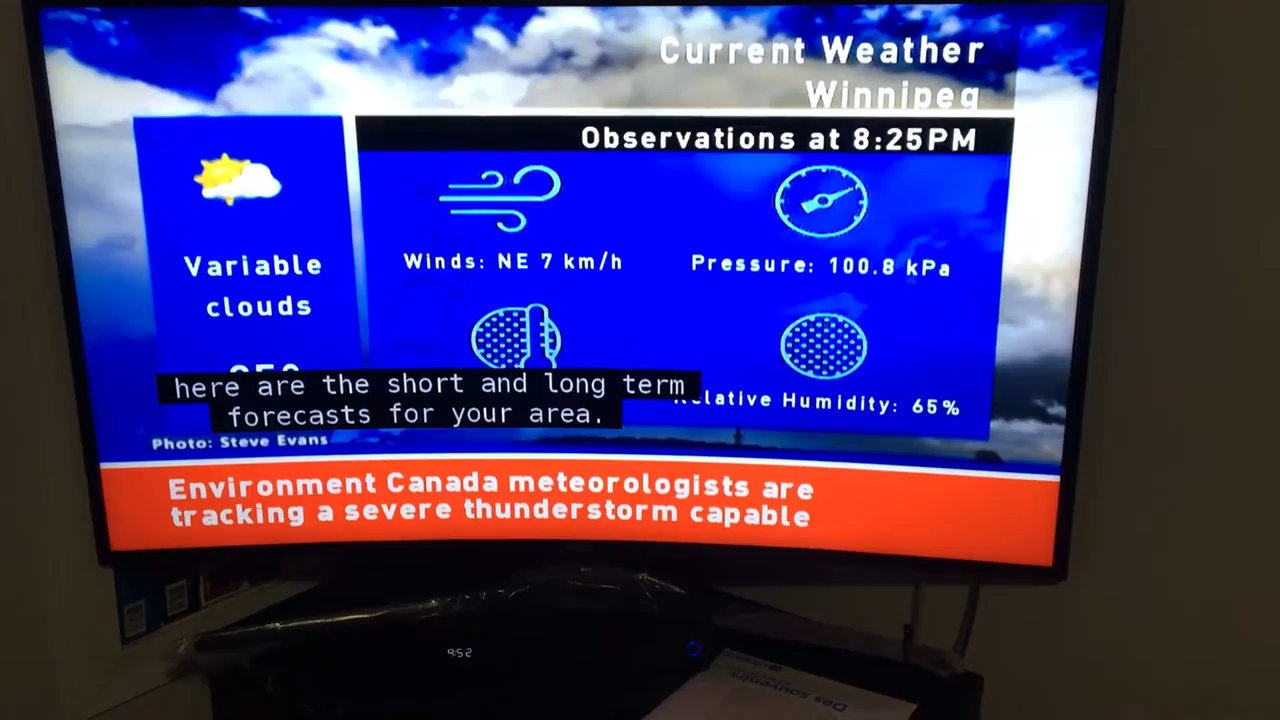 Current Weather
Winnipeg
Observations at 8:25PM
Variable
clouds
Winds: NE 7 km/h
Pressure: 100.8 kPa
Relative Humidity: 65%
here are the short and long term
forecasts for your area.
Photo: Steve Evans
Environment Canada meteorologists are
tracking a severe thunderstorm capable
9:52
Des souvenirs